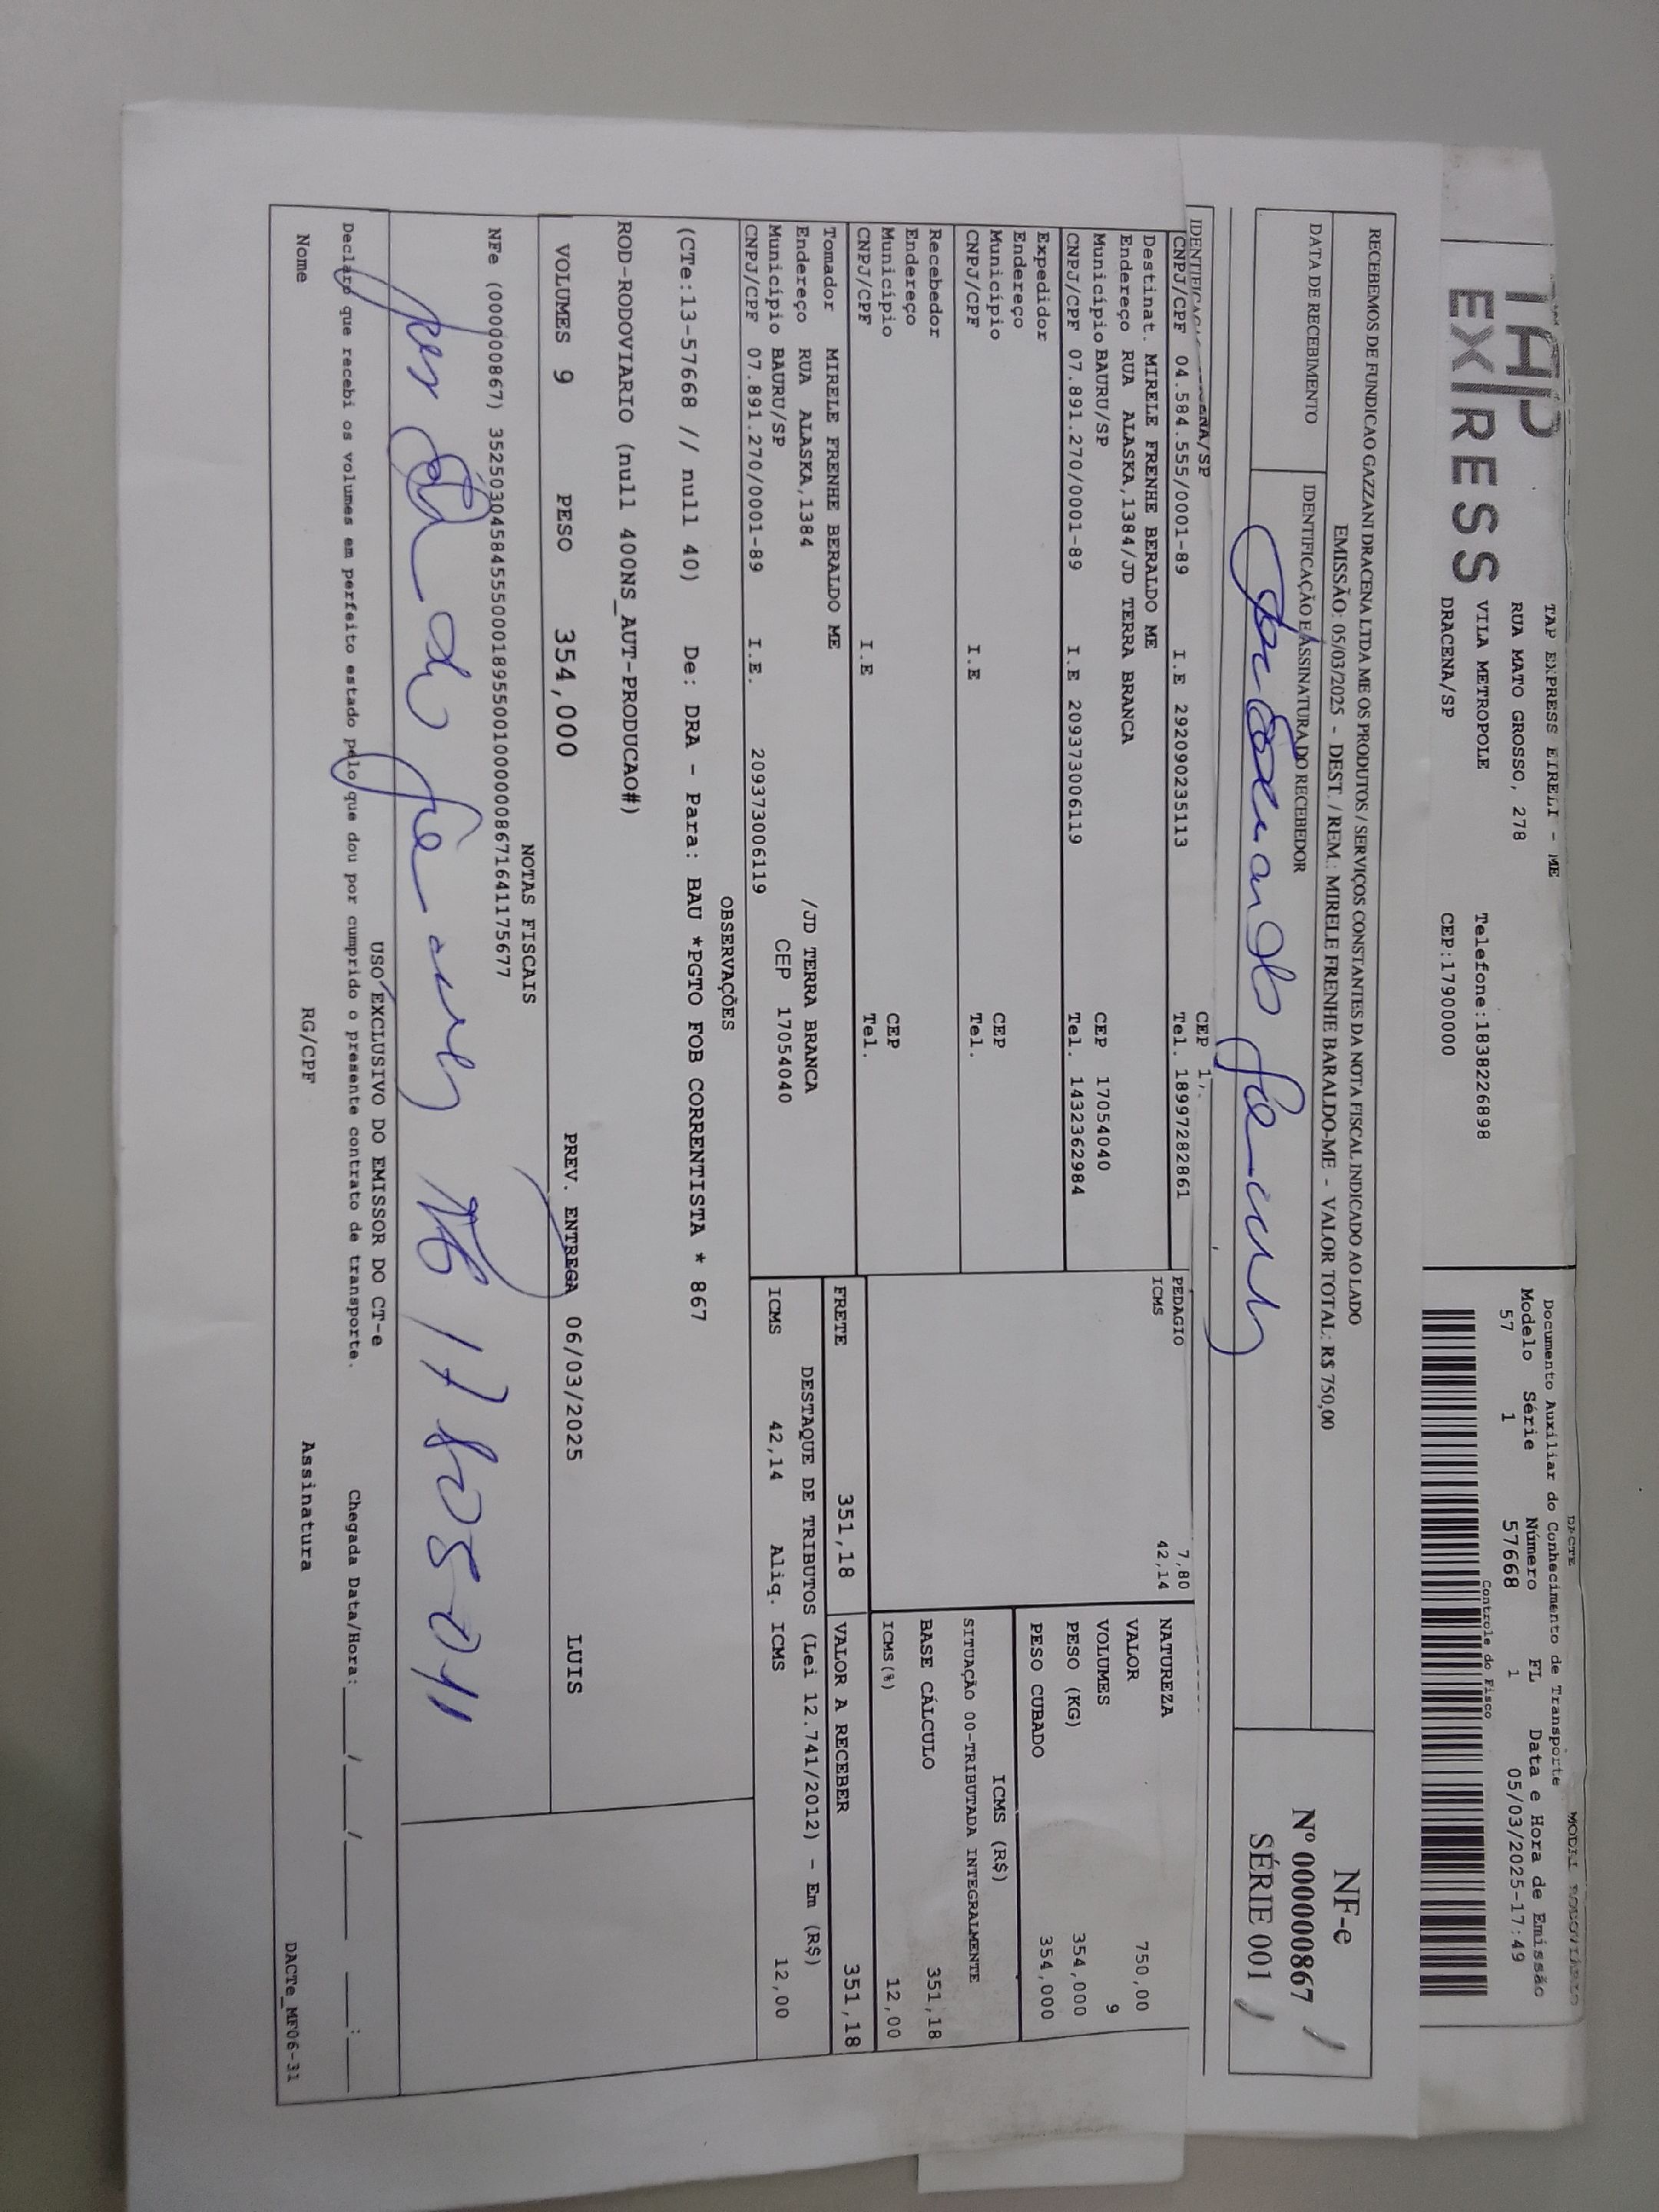 TAP
EXPRESS
TAP EXPRESS EIRELI - ME
RUA MATO GROSSO, 278
VILA METROPOLE
DRACENA/SP
Telefone:1838226898
CEP:17900000
DACTE
MODAL RODOVIÁRIO
Documento Auxiliar do Conhecimento de Transporte
Modelo Série Número FL Data e Hora de Emissão
57 1 57668 1 05/03/2025-17:49
Controle do Fisco
RECEBEMOS DE FUNDICAO GAZZANI DRACENA LTDA ME OS PRODUTOS / SERVIÇOS CONSTANTES DA NOTA FISCAL INDICADO AO LADO
EMISSÃO: 05/03/2025 - DEST. / REM.: MIRELE FRENHE BARALDO-ME - VALOR TOTAL: R$ 750,00
DATA DE RECEBIMENTO
IDENTIFICAÇÃO E ASSINATURA DO RECEBEDOR
NF-e
Nº 000000867
SÉRIE 001
CNPJ/CPF 04.584.555/0001-89 I.E 292090235113 Tel. 18997282861
Destinat. MIRELE FRENHE BERALDO ME
Endereço RUA ALASKA,1384/JD TERRA BRANCA
Município BAURU/SP CEP 17054040
CNPJ/CPF 07.891.270/0001-89 I.E 209373006119 Tel. 1432362984
Expedidor
Endereço
Município CEP
CNPJ/CPF I.E Tel.
Recebedor
Endereço
Município CEP
CNPJ/CPF I.E Tel.
Tomador MIRELE FRENHE BERALDO ME
Endereço RUA ALASKA,1384 /JD TERRA BRANCA
Município BAURU/SP CEP 17054040
CNPJ/CPF 07.891.270/0001-89 I.E. 209373006119
PEDAGIO 7,80
ICMS 42,14
NATUREZA
VALOR 750,00
VOLUMES 9
PESO (KG) 354,000
PESO CUBADO 354,000
ICMS (R$)
SITUAÇÃO 00-TRIBUTADA INTEGRALMENTE
BASE CÁLCULO 351,18
ICMS(%) 12,00
FRETE 351,18 VALOR A RECEBER 351,18
DESTAQUE DE TRIBUTOS (Lei 12.741/2012) - Em (R$)
ICMS 42,14 Aliq. ICMS 12,00
OBSERVAÇÕES
(CTe:13-57668 // null 40) De: DRA - Para: BAU *PGTO FOB CORRENTISTA * 867
ROD-RODOVIARIO (null 400NS_AUT-PRODUCAO#)
VOLUMES 9 PESO 354,000 PREV. ENTREGA 06/03/2025 LUIS
NOTAS FISCAIS
NFe (000000867) 35250304584555000189550010000008671641175677
USO EXCLUSIVO DO EMISSOR DO CT-e
Declaro que recebi os volumes em perfeito estado pelo que dou por cumprido o presente contrato de transporte. Chegada Data/Hora:___/___/____ __:__
Nome RG/CPF Assinatura
DACTe_MF06-31